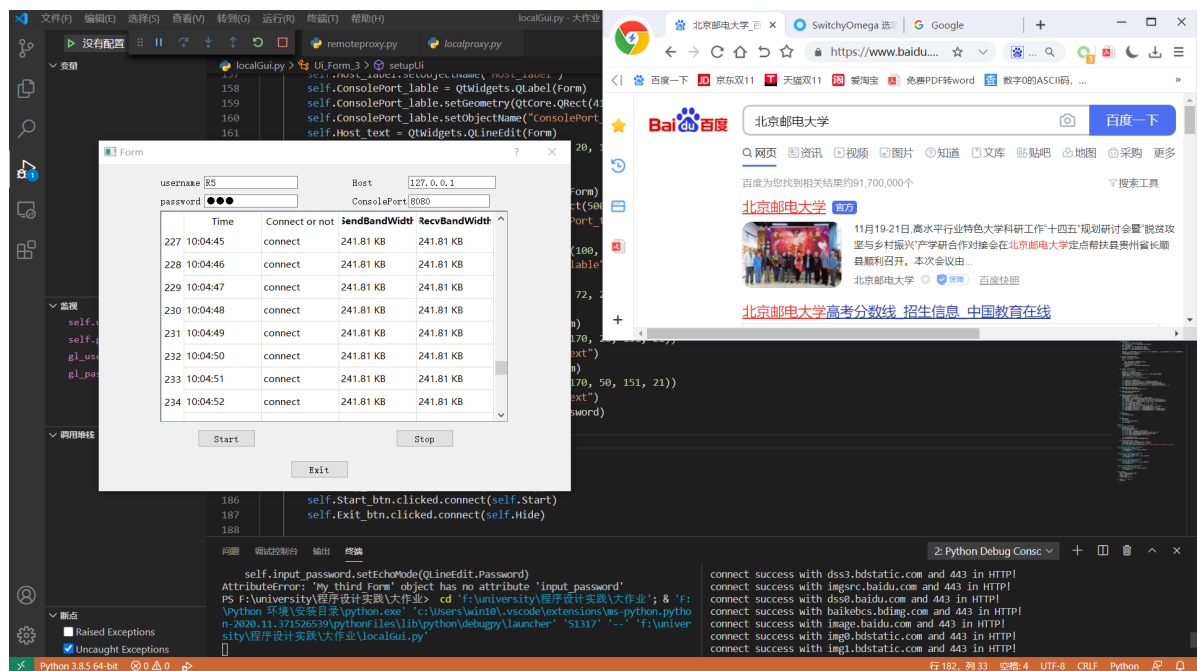 文件(F) 编辑(E) 选择(S) 查看(V) 转到(G) 运行(R) 终端(T) 帮助(H) localGui.py - 大作业
没有配置
remoteproxy.py
localproxy.py
变量
localGui.py > Ui_Form_3 > setupUi
157 self.Host_label.setObjectName("Host_label")
158 self.ConsolePort_lable = QtWidgets.QLabel(Form)
159 self.ConsolePort_lable.setGeometry(QtCore.QRect(41
160 self.ConsolePort_lable.setObjectName("ConsolePort_
161 self.Host_text = QtWidgets.QLineEdit(Form)
Form
username R5
Host 127.0.0.1
password ●●●
ConsolePort 8080
Time Connect or not SendBandWidth RecvBandWidth
227 10:04:45 connect 241.81 KB 241.81 KB
228 10:04:46 connect 241.81 KB 241.81 KB
229 10:04:47 connect 241.81 KB 241.81 KB
230 10:04:48 connect 241.81 KB 241.81 KB
231 10:04:49 connect 241.81 KB 241.81 KB
232 10:04:50 connect 241.81 KB 241.81 KB
233 10:04:51 connect 241.81 KB 241.81 KB
234 10:04:52 connect 241.81 KB 241.81 KB
Start
Stop
Exit
监视
self.u
self.p
gl_use
gl_pas
调用堆栈
170, 50, 151, 21))
186 self.Start_btn.clicked.connect(self.Start)
187 self.Exit_btn.clicked.connect(self.Hide)
188
北京邮电大学_百
SwitchyOmega 选项
Google
https://www.baidu....
百度一下
京东双11
天猫双11
爱淘宝
免费PDF转word
数字0的ASCII码，...
Bai du 百度
北京邮电大学
百度一下
网页 资讯 视频 图片 知道 文库 贴吧 地图 采购 更多
百度为您找到相关结果约91,700,000个
搜索工具
北京邮电大学 官方
11月19-21日,高水平行业特色大学科研工作"十四五"规划研讨会暨"脱贫攻
坚与乡村振兴"产学研合作对接会在北京邮电大学定点帮扶县贵州省长顺
县顺利召开。本次会议由...
北京邮电大学 保障 百度快照
北京邮电大学高考分数线_招生信息_中国教育在线
问题 调试控制台 输出 终端
2: Python Debug Consc
self.input_password.setEchoMode(QLineEdit.Password)
AttributeError: 'My_third_Form' object has no attribute 'input_password'
PS F:\university\程序设计实践\大作业> cd 'f:\university\程序设计实践\大作业'; & 'F:
\Python 环境\安装目录\python.exe' 'c:\Users\win10\.vscode\extensions\ms-python.pytho
n-2020.11.371526539\pythonFiles\lib\python\debugpy\launcher' '51317' '--' 'f:\univer
sity\程序设计实践\大作业\localGui.py'
connect success with dss3.bdstatic.com and 443 in HTTP!
connect success with imgsrc.baidu.com and 443 in HTTP!
connect success with dss0.baidu.com and 443 in HTTP!
connect success with baikebcs.bdimg.com and 443 in HTTP!
connect success with image.baidu.com and 443 in HTTP!
connect success with img0.bdstatic.com and 443 in HTTP!
connect success with img1.bdstatic.com and 443 in HTTP!
断点
Raised Exceptions
Uncaught Exceptions
Python 3.8.5 64-bit 0 0
行 182，列 33 空格: 4 UTF-8 CRLF Python